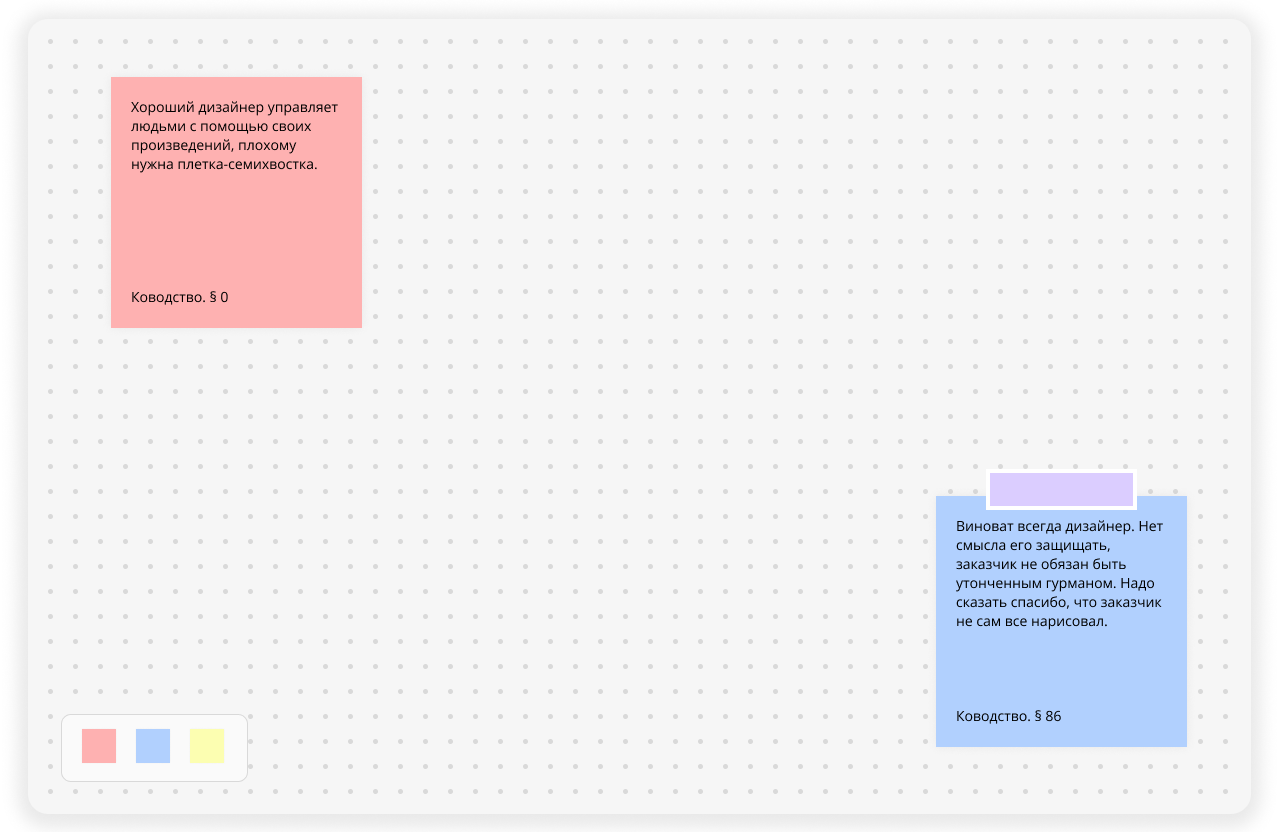 Хороший дизайнер управляет
людьми с помощью своих
произведений, плохому
нужна плетка-семихвостка.
Ководство. § 0
Виноват всегда дизайнер. Нет
смысла его защищать,
заказчик не обязан быть
утонченным гурманом. Надо
сказать спасибо, что заказчик
не сам все нарисовал.
Ководство. § 86